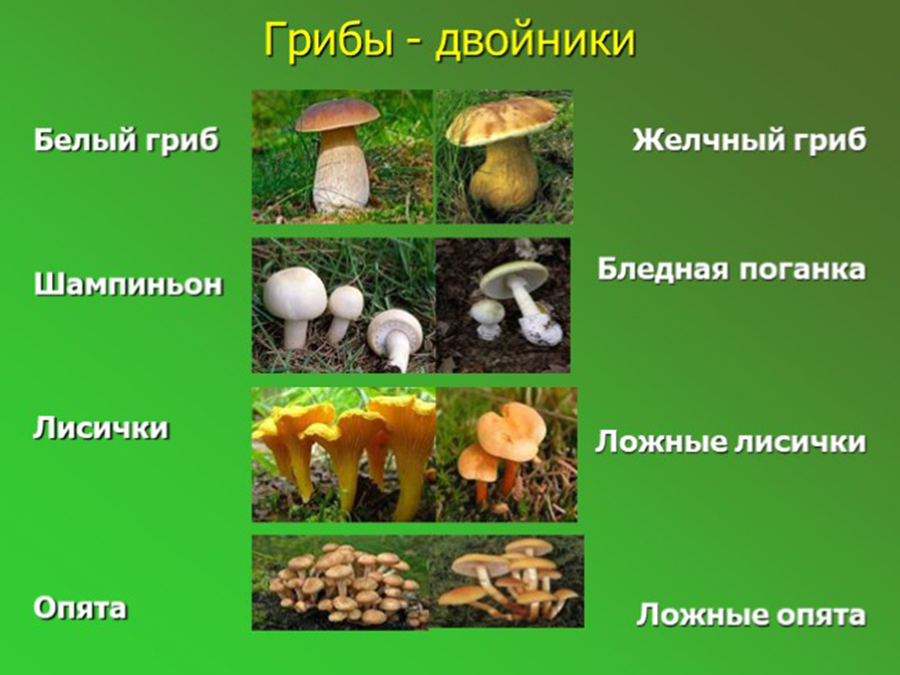 Грибы - двойники
Белый гриб
Желчный гриб
Шампиньон
Бледная поганка
Лисички
Ложные лисички
Опята
Ложные опята